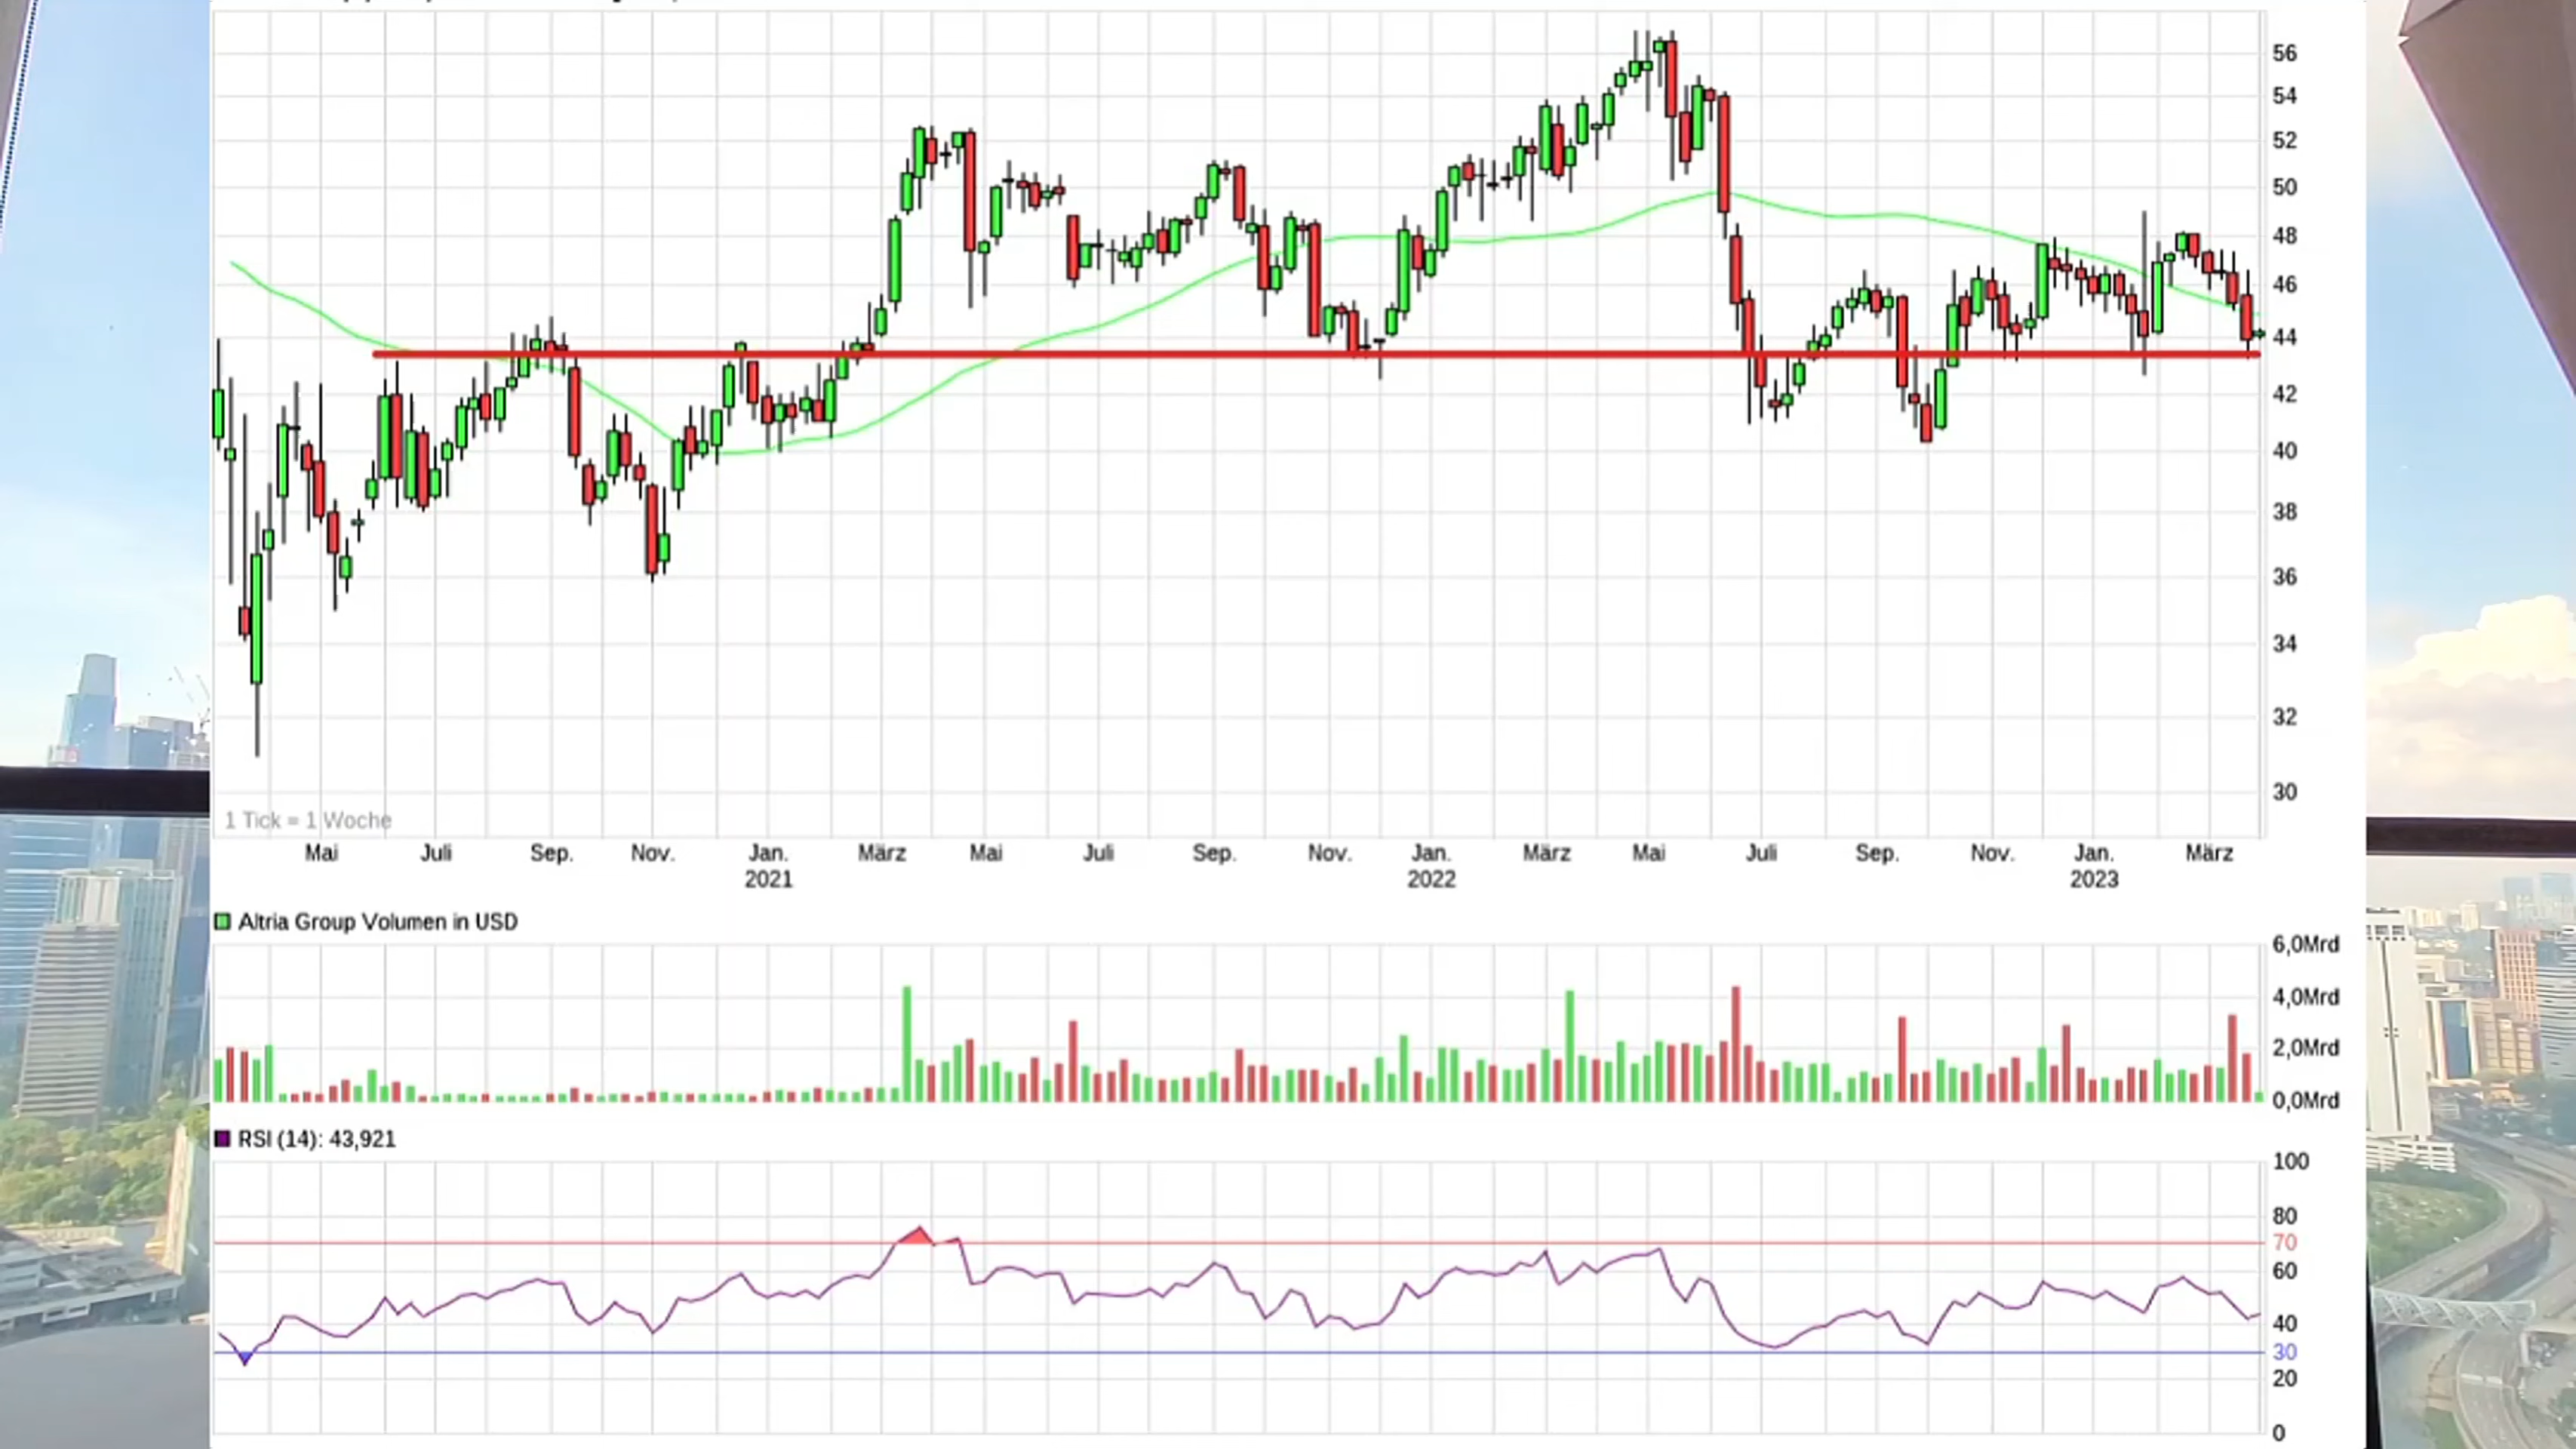 56
54
52
50
48
46
44
42
40
38
36
34
32
30
1 Tick = 1 Woche
Mai Juli Sep. Nov. Jan. März Mai Juli Sep. Nov. Jan. März Mai Juli Sep. Nov. Jan. März
2021 2022 2023
Altria Group Volumen in USD
6,0Mrd
4,0Mrd
2,0Mrd
0,0Mrd
RSI (14): 43,921
100
80
70
60
40
30
20
0